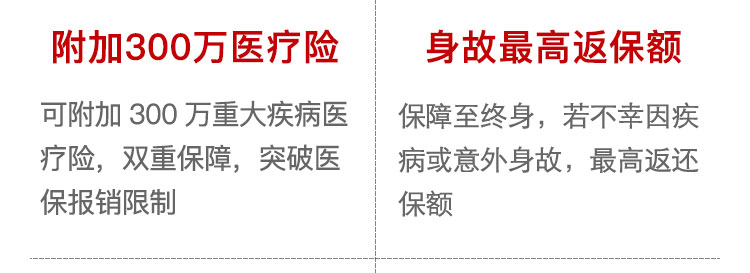 附加300万医疗险
可附加 300 万重大疾病医
疗险，双重保障，突破医
保报销限制
身故最高返保额
保障至终身，若不幸因疾
病或意外身故，最高返还
保额